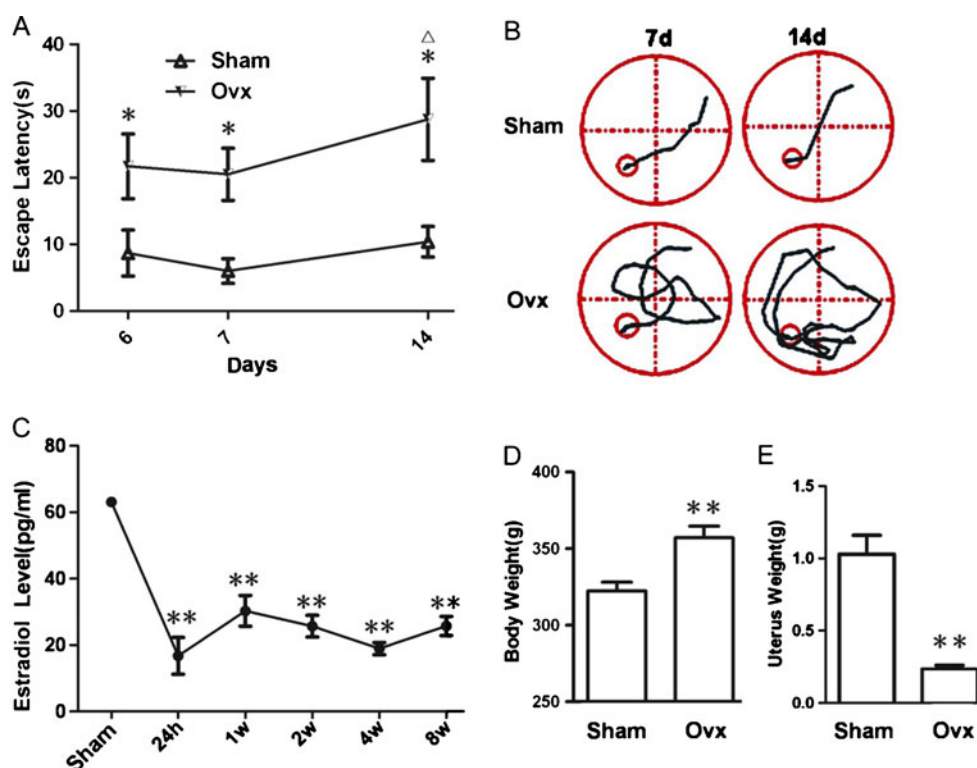 A
Escape Latency(s)
50
40
30
20
10
0
Sham
Ovx
*
*
△
*
6
7
14
Days
B
7d
14d
Sham
Ovx
C
Estradiol Level(pg/ml)
80
60
40
20
0
**
**
**
**
**
Sham
24h
1w
2w
4w
8w
D
Body Weight(g)
400
350
300
250
**
Sham
Ovx
E
Uterus Weight(g)
1.5
1.0
0.5
0.0
**
Sham
Ovx